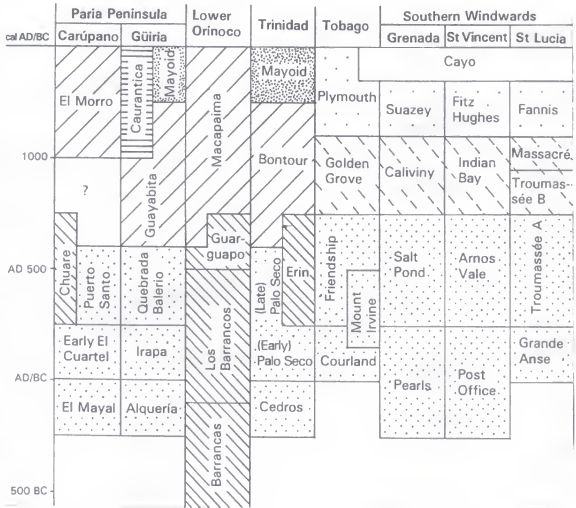 Paria Peninsula
Lower
Orinoco
Trinidad
Tobago
Southern Windwards
cal AD/BC
Carúpano
Güiria
Grenada
St Vincent
St Lucia
El Morro
Caurantica
Mayoid
Macapaima
Mayoid
Plymouth
Cayo
Suazey
Fitz
Hughes
Fannis
1000
?
Guayabita
Bontour
Golden
Grove
Caliviny
Indian
Bay
Massacré
Troumas-
sée B
Chuare
Puerto
Santo
Quebrada
Balerio
Guar-
guapo
(Late)
Palo Seco
Erin
Friendship
Mount
Irvine
Salt
Pond
Arnos
Vale
Troumassée A
AD 500
Early El
Cuartel
Irapa
Los
Barrancos
(Early)
Palo Seco
Courland
Grande
Anse
AD/BC
El Mayal
Alquería
Barrancas
Cedros
Pearls
Post
Office
500 BC